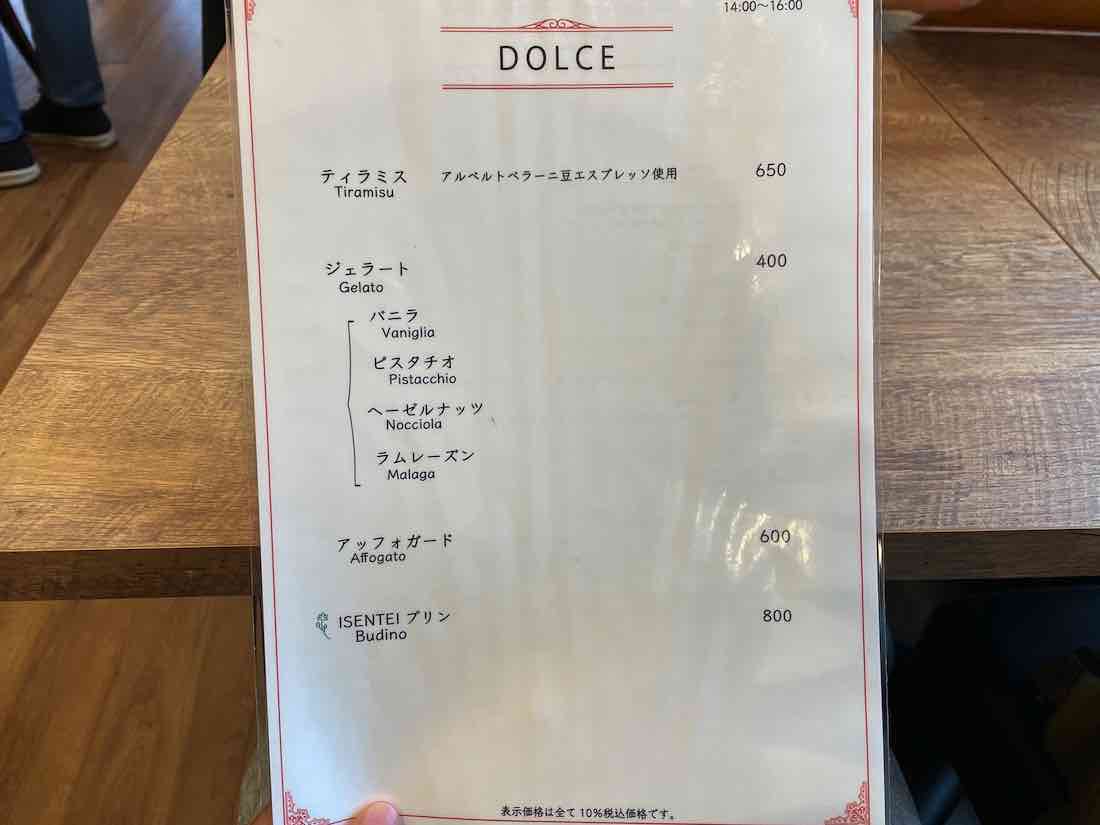 14:00～16:00
DOLCE
ティラミス アルベルトベラーニ豆エスプレッソ使用 650
Tiramisu
ジェラート 400
Gelato
バニラ
Vaniglia
ピスタチオ
Pistacchio
ヘーゼルナッツ
Nocciola
ラムレーズン
Malaga
アッフォガード 600
Affogato
ISENTEI プリン 800
Budino
表示価格は全て10%税込価格です。